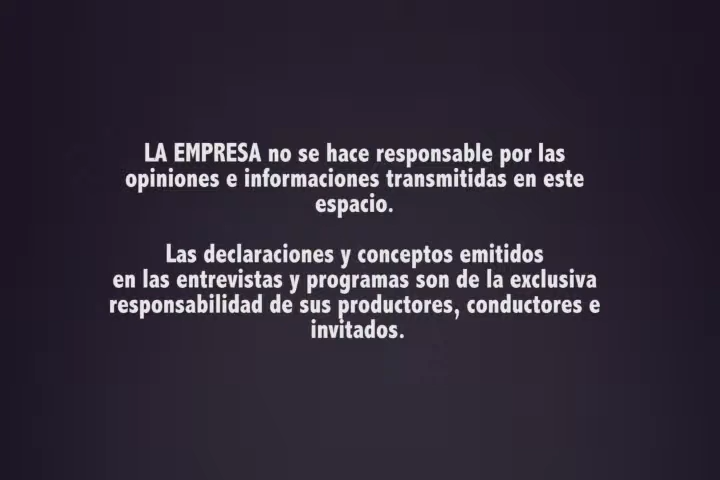 LA EMPRESA no se hace responsable por las
opiniones e informaciones transmitidas en este
espacio.
Las declaraciones y conceptos emitidos
en las entrevistas y programas son de la exclusiva
responsabilidad de sus productores, conductores e
invitados.